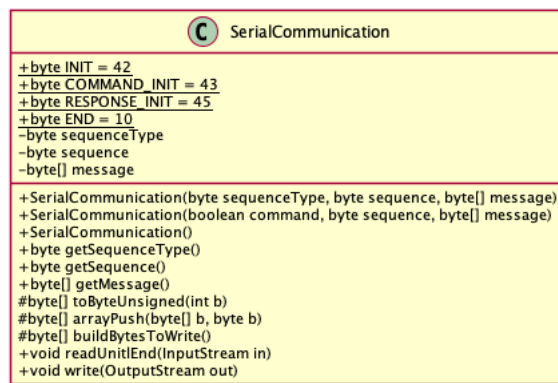 C SerialCommunication
+byte INIT = 42
+byte COMMAND_INIT = 43
+byte RESPONSE_INIT = 45
+byte END = 10
-byte sequenceType
-byte sequence
-byte[] message
+SerialCommunication(byte sequenceType, byte sequence, byte[] message)
+SerialCommunication(boolean command, byte sequence, byte[] message)
+SerialCommunication()
+byte getSequenceType()
+byte getSequence()
+byte[] getMessage()
#byte[] toByteUnsigned(int b)
#byte[] arrayPush(byte[] b, byte b)
#byte[] buildBytesToWrite()
+void readUnitlEnd(InputStream in)
+void write(OutputStream out)